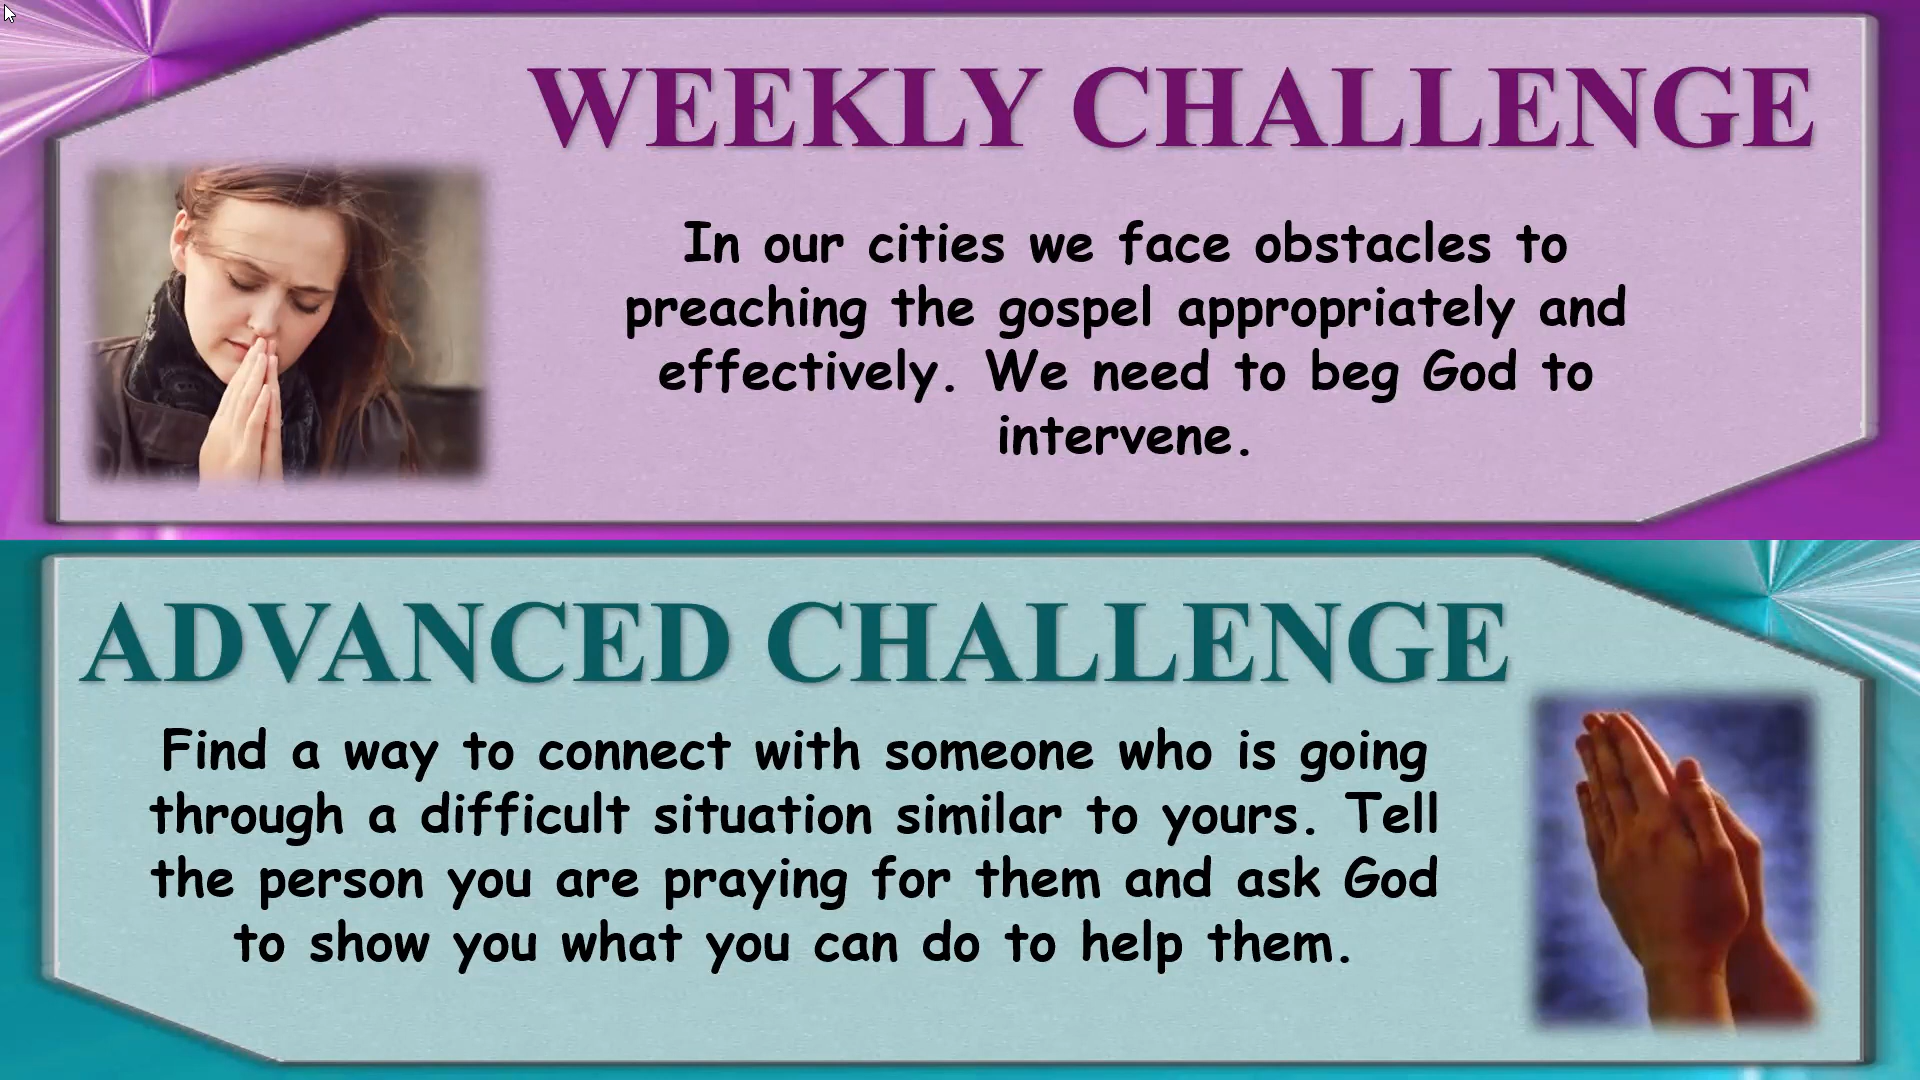 WEEKLY CHALLENGE
In our cities we face obstacles to
preaching the gospel appropriately and
effectively. We need to beg God to
intervene.
ADVANCED CHALLENGE
Find a way to connect with someone who is going
through a difficult situation similar to yours. Tell
the person you are praying for them and ask God
to show you what you can do to help them.